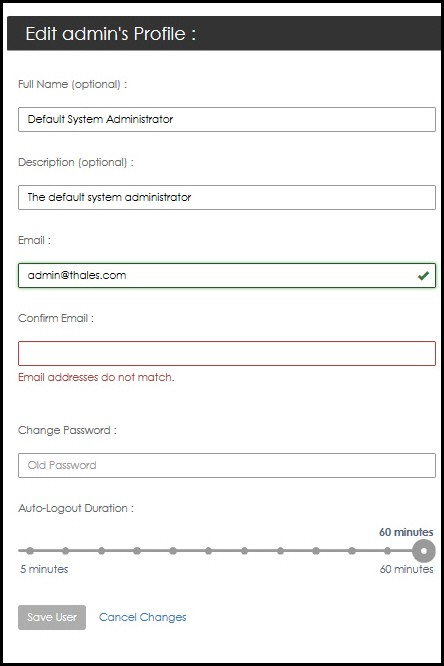 Edit admin's Profile :
Full Name (optional) :
Default System Administrator
Description (optional) :
The default system administrator
Email :
admin@thales.com
Confirm Email :
Email addresses do not match.
Change Password :
Old Password
Auto-Logout Duration :
60 minutes
5 minutes 60 minutes
Save User Cancel Changes